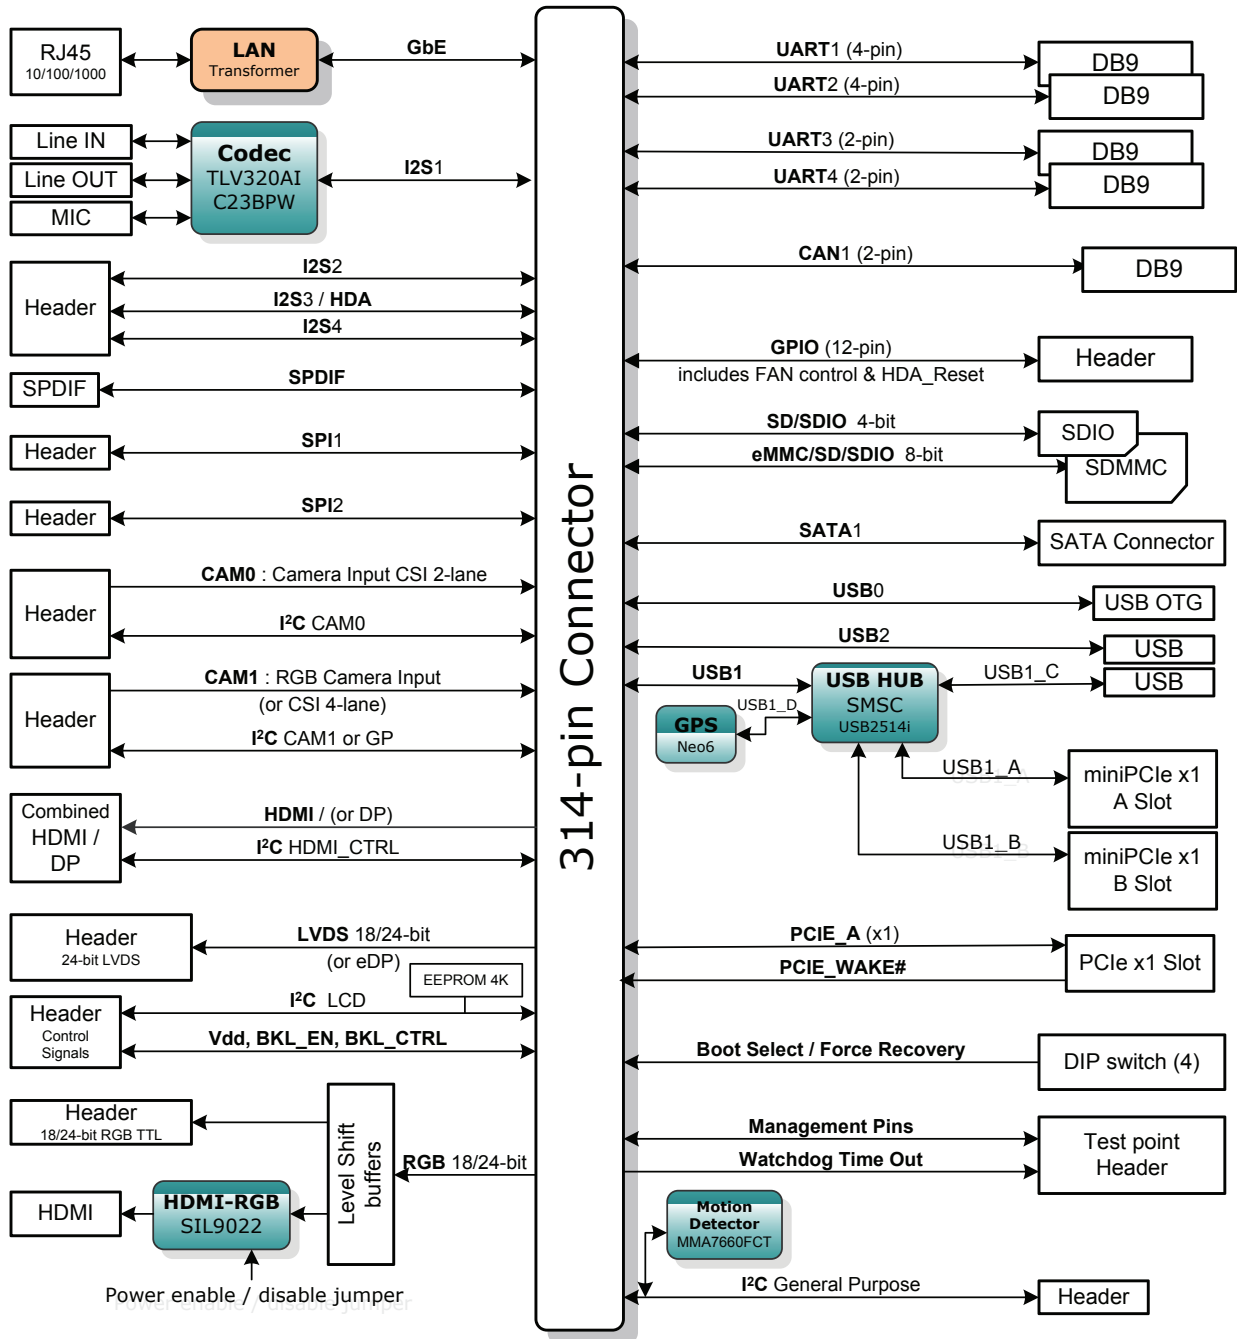 RJ45
10/100/1000
LAN
Transformer
GbE
Line IN
Line OUT
MIC
Codec
TLV320AI
C23BPW
I2S1
Header
I2S2
I2S3 / HDA
I2S4
SPDIF
SPDIF
Header
SPI1
Header
SPI2
Header
CAM0 : Camera Input CSI 2-lane
I²C CAM0
Header
CAM1 : RGB Camera Input
(or CSI 4-lane)
I²C CAM1 or GP
Combined
HDMI /
DP
HDMI / (or DP)
I²C HDMI_CTRL
Header
24-bit LVDS
LVDS 18/24-bit
(or eDP)
EEPROM 4K
Header
Control
Signals
I²C LCD
Vdd, BKL_EN, BKL_CTRL
Header
18/24-bit RGB TTL
Level Shift
buffers
RGB 18/24-bit
HDMI
HDMI-RGB
SIL9022
Power enable / disable jumper
314-pin Connector
UART1 (4-pin)
DB9
UART2 (4-pin)
DB9
UART3 (2-pin)
DB9
UART4 (2-pin)
DB9
CAN1 (2-pin)
DB9
GPIO (12-pin)
includes FAN control & HDA_Reset
Header
SD/SDIO 4-bit
SDIO
eMMC/SD/SDIO 8-bit
SDMMC
SATA1
SATA Connector
USB0
USB OTG
USB2
USB
USB1
USB HUB
SMSC
USB2514i
USB1_C
USB
USB1_D
GPS
Neo6
USB1_A
miniPCIe x1
A Slot
USB1_B
miniPCIe x1
B Slot
PCIE_A (x1)
PCIE_WAKE#
PCIe x1 Slot
Boot Select / Force Recovery
DIP switch (4)
Management Pins
Watchdog Time Out
Test point
Header
Motion
Detector
MMA7660FCT
I²C General Purpose
Header